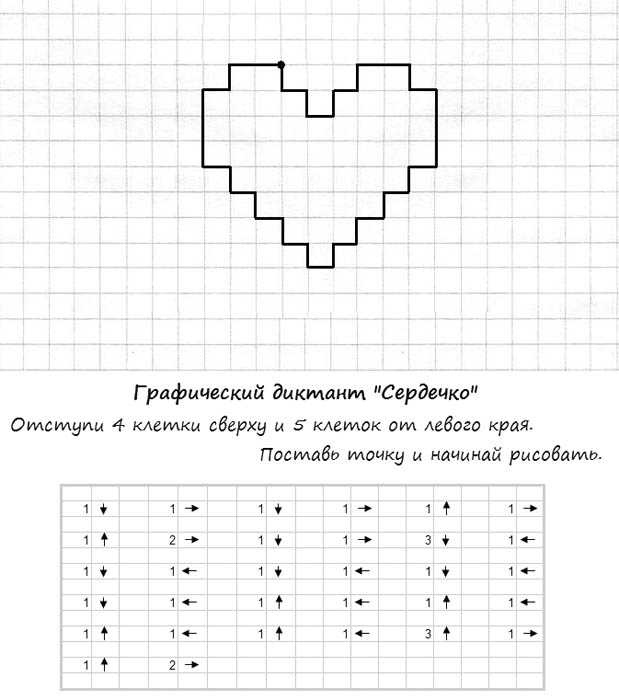 Графический диктант "Сердечко"
Отступи 4 клетки сверху и 5 клеток от левого края.
Поставь точку и начинай рисовать.
1 ↓ 1 → 1 ↓ 1 → 1 ↑ 1 →
1 ↑ 2 → 1 ↓ 1 → 3 ↓ 1 ←
1 ↓ 1 ← 1 ↓ 1 ← 1 ↓ 1 ←
1 ↓ 1 ← 1 ↑ 1 ← 1 ↑ 1 ←
1 ↑ 1 ← 1 ↑ 1 ← 3 ↑ 1 →
1 ↑ 2 →